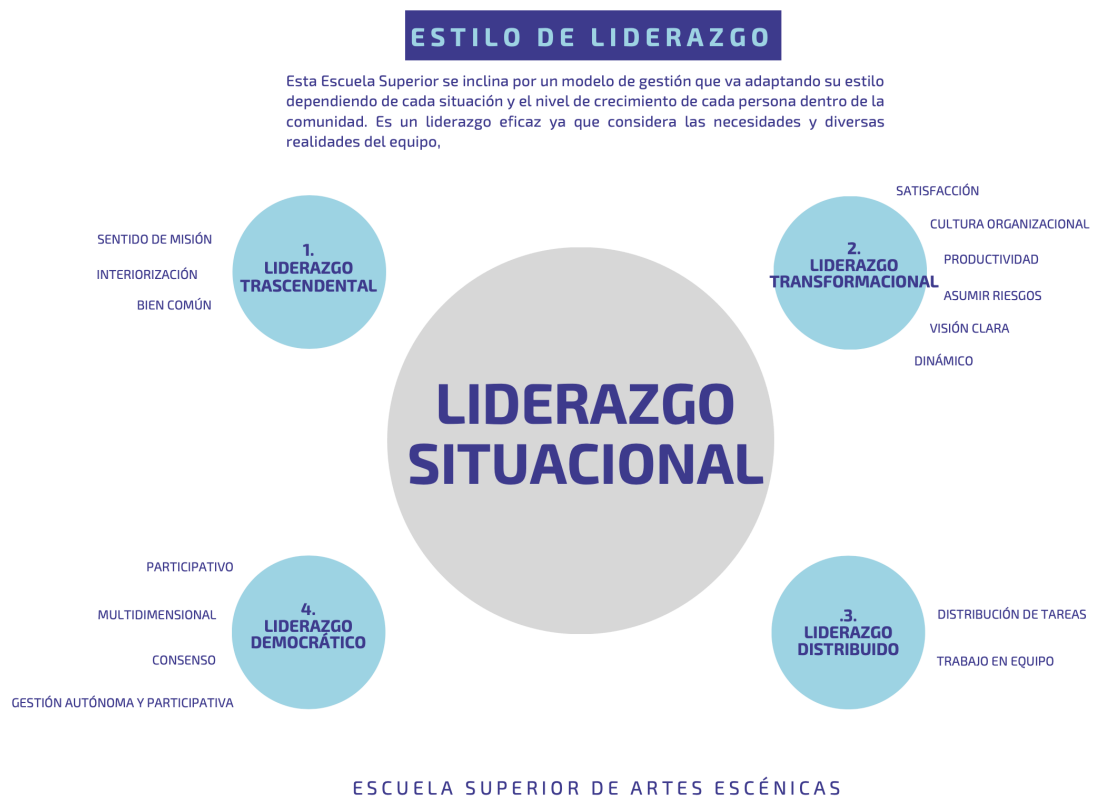 ESTILO DE LIDERAZGO
Esta Escuela Superior se inclina por un modelo de gestión que va adaptando su estilo
dependiendo de cada situación y el nivel de crecimiento de cada persona dentro de la
comunidad. Es un liderazgo eficaz ya que considera las necesidades y diversas
realidades del equipo,
SENTIDO DE MISIÓN
INTERIORIZACIÓN
BIEN COMÚN
1.
LIDERAZGO
TRASCENDENTAL
2.
LIDERAZGO
TRANSFORMACIONAL
SATISFACCIÓN
CULTURA ORGANIZACIONAL
PRODUCTIVIDAD
ASUMIR RIESGOS
VISIÓN CLARA
DINÁMICO
LIDERAZGO
SITUACIONAL
PARTICIPATIVO
MULTIDIMENSIONAL
CONSENSO
GESTIÓN AUTÓNOMA Y PARTICIPATIVA
4.
LIDERAZGO
DEMOCRÁTICO
.3.
LIDERAZGO
DISTRIBUIDO
DISTRIBUCIÓN DE TAREAS
TRABAJO EN EQUIPO
ESCUELA SUPERIOR DE ARTES ESCÉNICAS